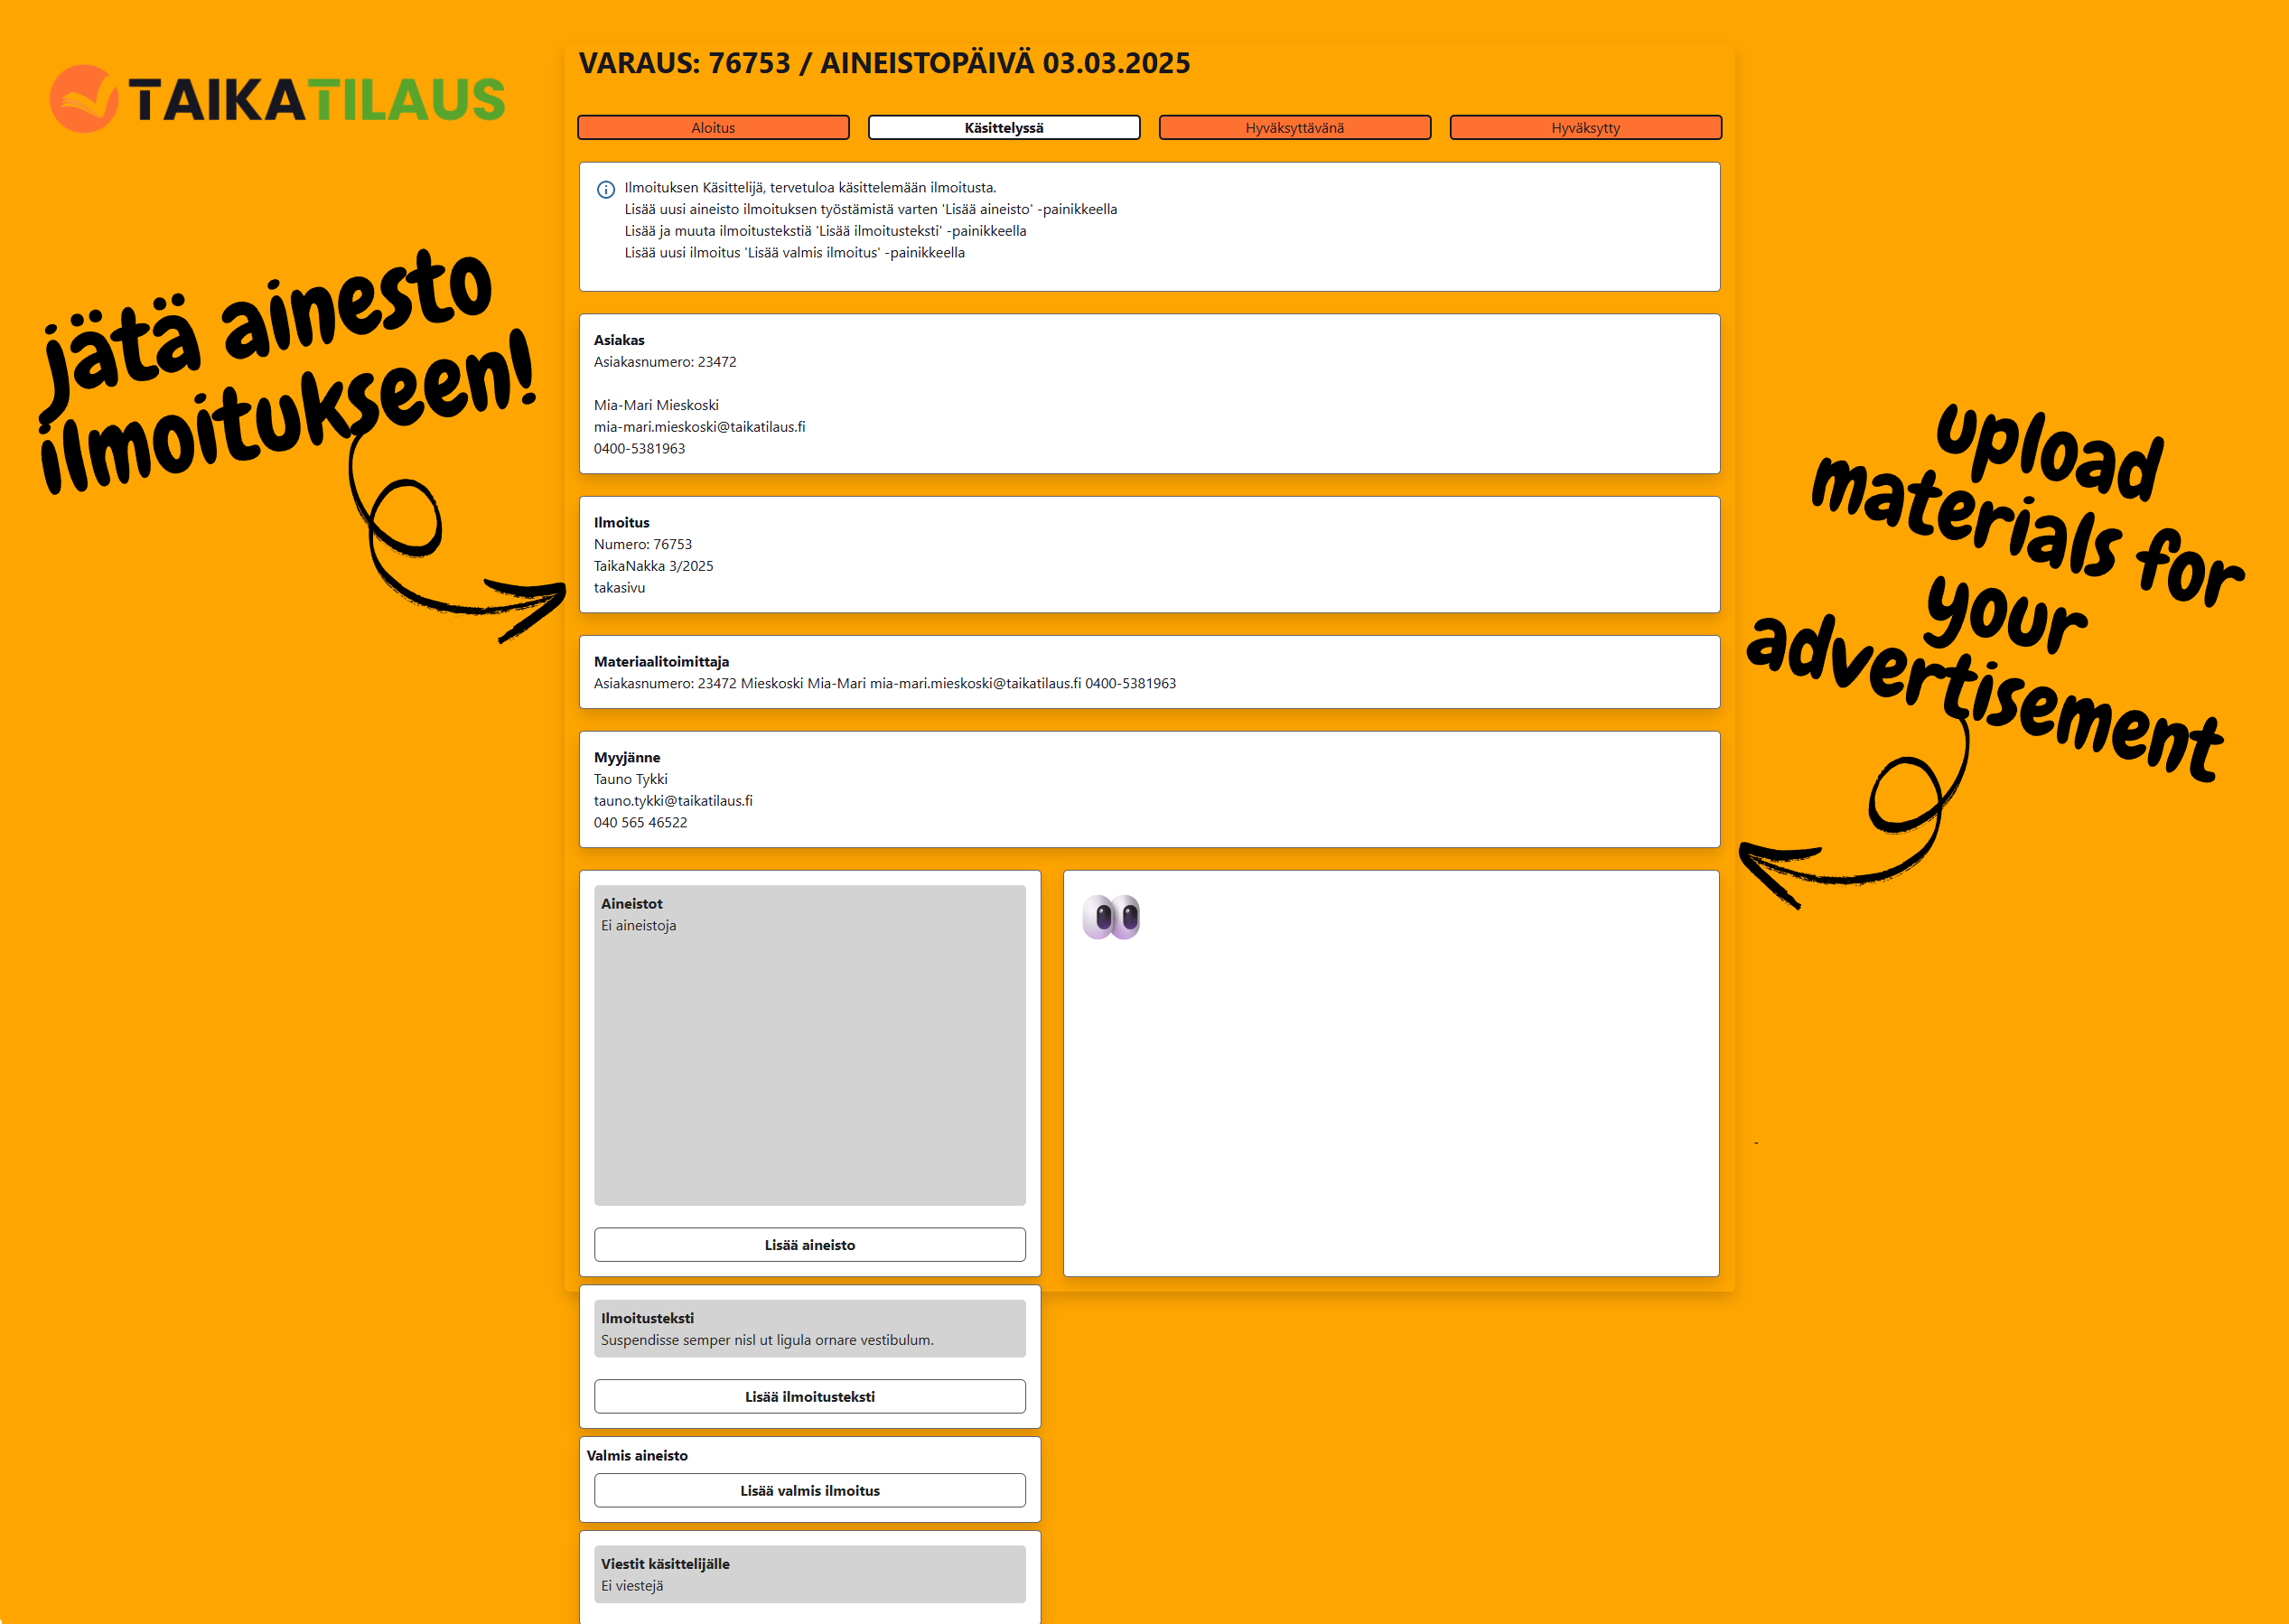 TAIKATILAUS
VARAUS: 76753 / AINEISTOPÄIVÄ 03.03.2025
Aloitus
Käsittelyssä
Hyväksyttävänä
Hyväksytty
Ilmoituksen Käsittelijä, tervetuloa käsittelemään ilmoitusta.
Lisää uusi aineisto ilmoituksen työstämistä varten 'Lisää aineisto' -painikkeella
Lisää ja muuta ilmoitustekstiä 'Lisää ilmoitusteksti' -painikkeella
Lisää uusi ilmoitus 'Lisää valmis ilmoitus' -painikkeella
jätä ainesto
ilmoitukseen!
Asiakas
Asiakasnumero: 23472
Mia-Mari Mieskoski
mia-mari.mieskoski@taikatilaus.fi
0400-5381963
upload
materials for
your
advertisement
Ilmoitus
Numero: 76753
TaikaNakka 3/2025
takasivu
Materiaalitoimittaja
Asiakasnumero: 23472 Mieskoski Mia-Mari mia-mari.mieskoski@taikatilaus.fi 0400-5381963
Myyjänne
Tauno Tykki
tauno.tykki@taikatilaus.fi
040 565 46522
Aineistot
Ei aineistoja
Lisää aineisto
Ilmoitusteksti
Suspendisse semper nisl ut ligula ornare vestibulum.
Lisää ilmoitusteksti
Valmis aineisto
Lisää valmis ilmoitus
Viestit käsittelijälle
Ei viestejä